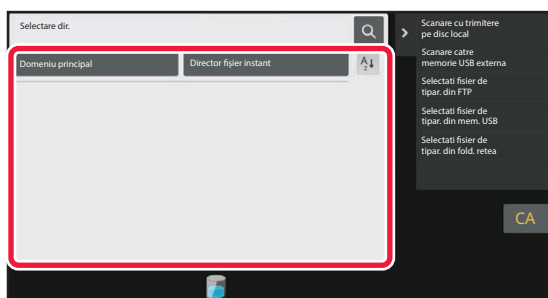 Selectare dir.
Domeniu principal
Director fişier instant
A
Z
Scanare cu trimitere
pe disc local
Scanare catre
memorie USB externa
Selectati fisier de
tipar. din FTP
Selectati fisier de
tipar. din mem. USB
Selectati fisier de
tipar. din fold. retea
CA